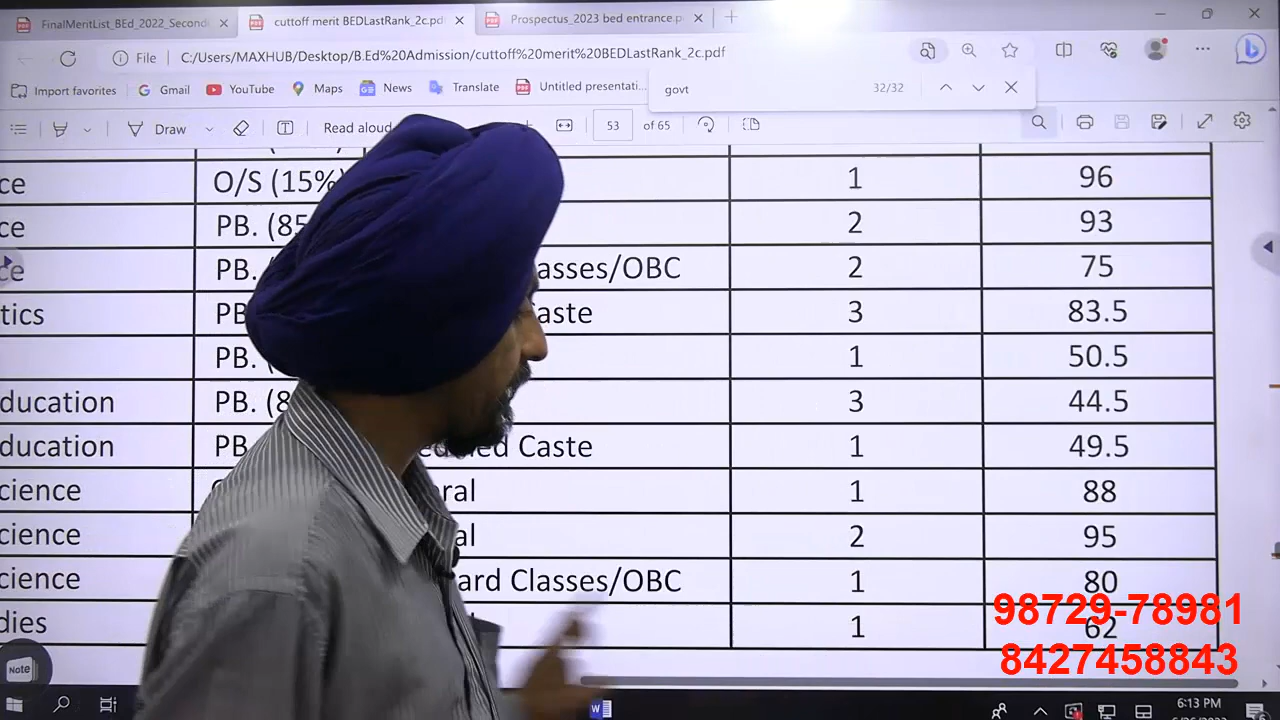 FinalMeritList_BEd_2022_Secondi
cuttoff merit BEDLastRank_2c.pdf
Prospectus_2023 bed entrance.p
File
C:/Users/MAXHUB/Desktop/B.Ed%20Admission/cuttoff%20merit%20BEDLastRank_2c.pdf
Import favorites
Gmail
YouTube
Maps
News
Translate
Untitled presentati...
govt
32/32
Draw
Read aloud
53 of 65
ce O/S (15%) 1 96
ce PB. (85 2 93
ce PB. ( lasses/OBC 2 75
tics PB aste 3 83.5
PB. ( 1 50.5
ducation PB. (8 3 44.5
ducation PB ed Caste 1 49.5
cience ral 1 88
cience al 2 95
cience ard Classes/OBC 1 80
dies 1 62
98729-78981
8427458843
Note
6:13 PM